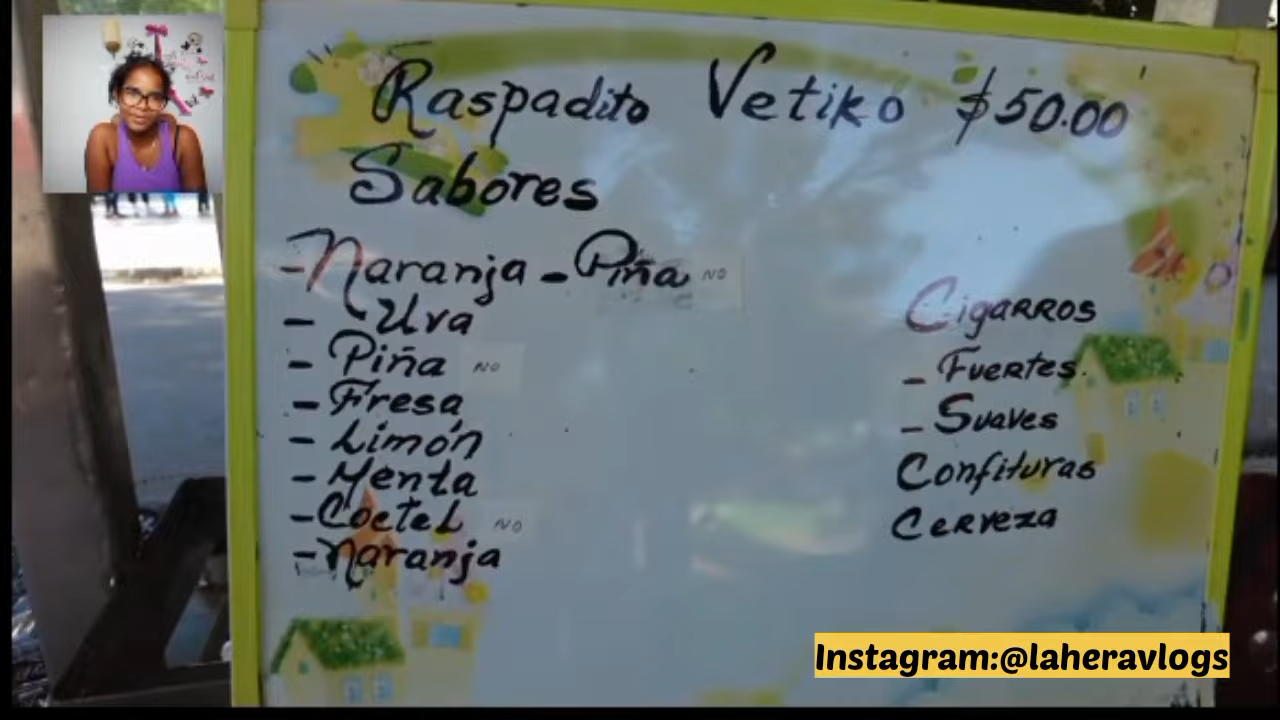 Raspadito Vetiko $50.00
Sabores
- Naranja - Piña NO
- Uva
- Piña NO
- Fresa
- Limón
- Menta
- Coctel NO
- Naranja
Cigarros
- Fuertes.
- Suaves
Confituras
Cerveza
Instagram:@laheravlogs